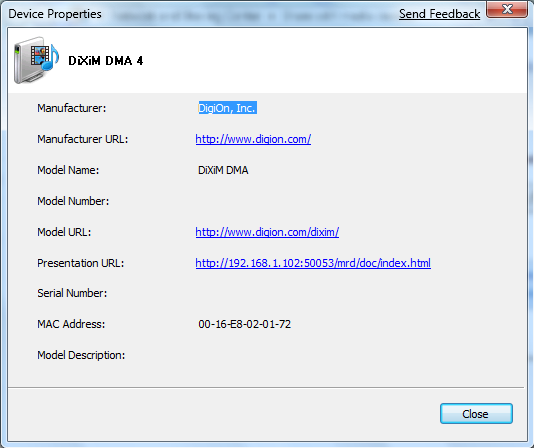 Device Properties Send Feedback
DiXiM DMA 4
Manufacturer: DigiOn, Inc.
Manufacturer URL: http://www.digion.com/
Model Name: DiXiM DMA
Model Number:
Model URL: http://www.digion.com/dixim/
Presentation URL: http://192.168.1.102:50053/mrd/doc/index.html
Serial Number:
MAC Address: 00-16-E8-02-01-72
Model Description:
Close